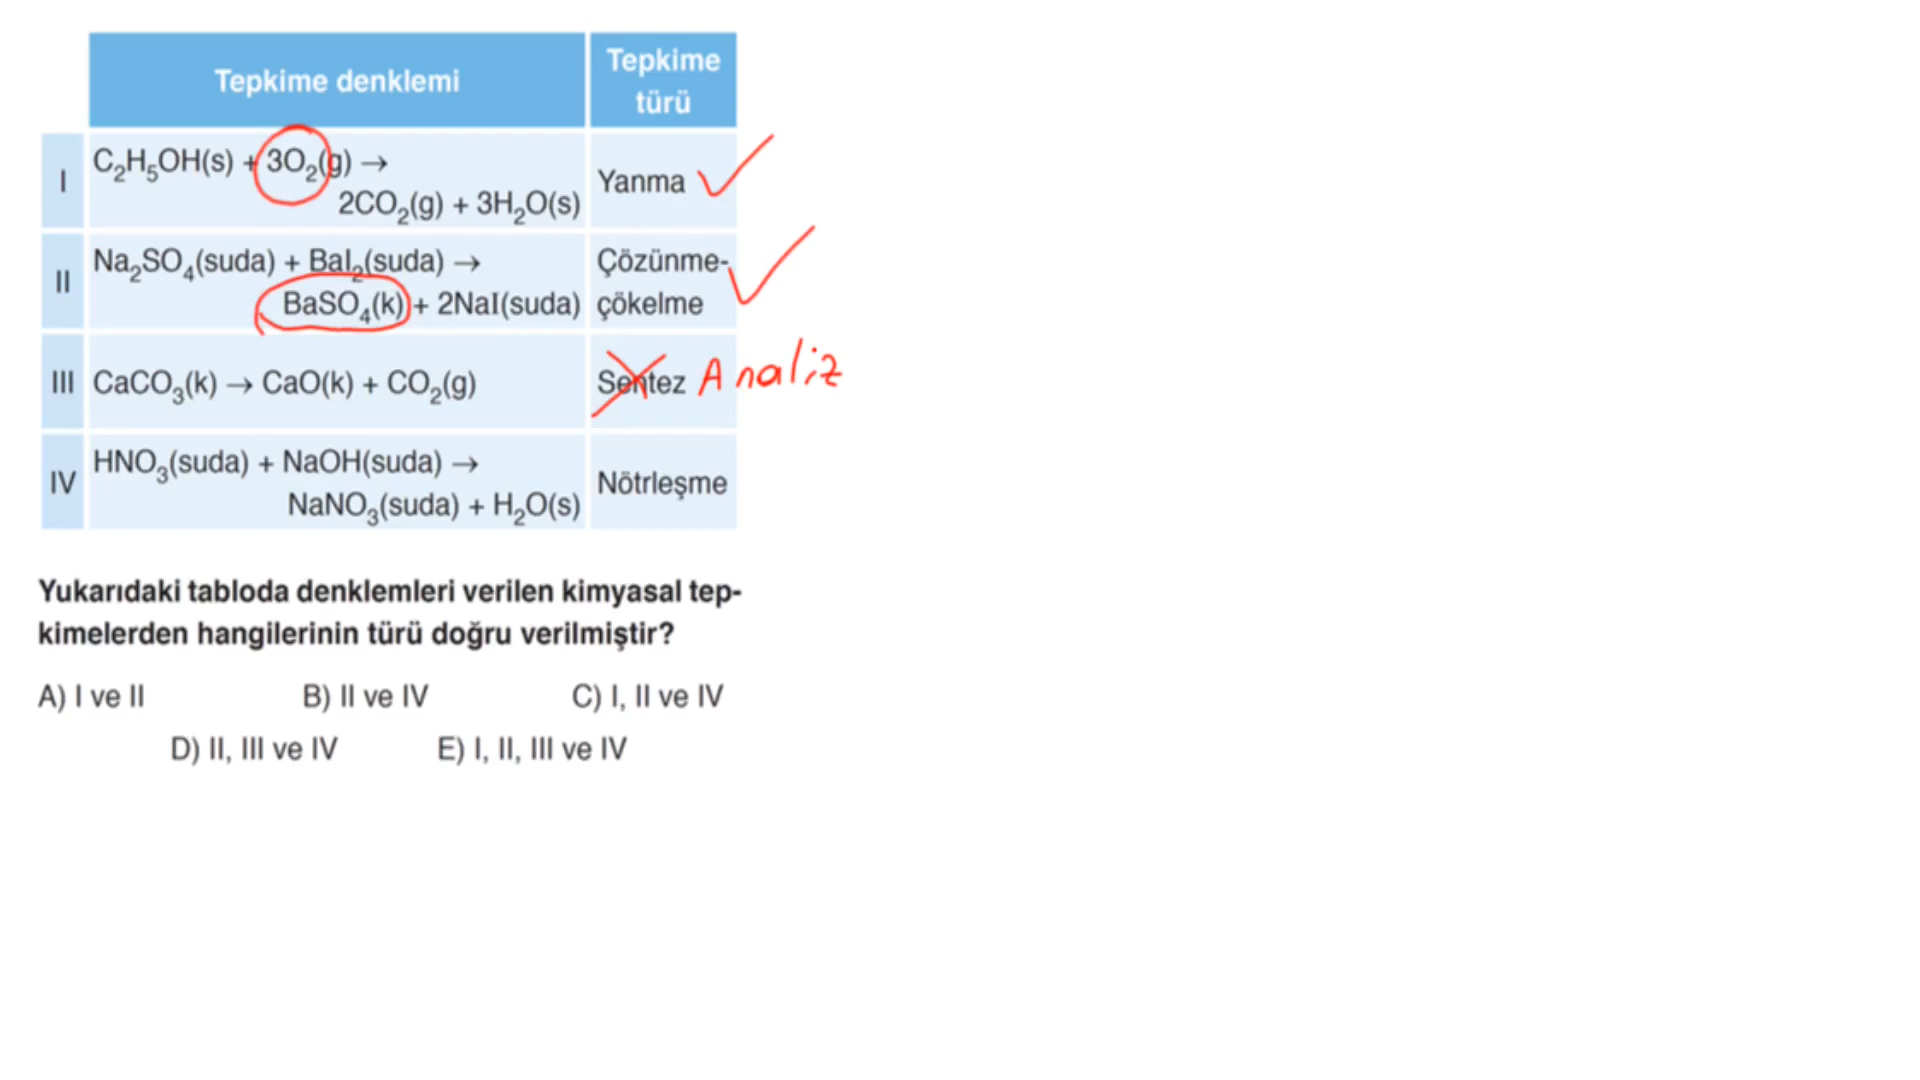 Tepkime denklemi
Tepkime
türü
I
C₂H₅OH(s) + 3O₂(g) →
2CO₂(g) + 3H₂O(s)
Yanma
II
Na₂SO₄(suda) + BaI₂(suda) →
BaSO₄(k) + 2NaI(suda)
Çözünme-
çökelme
III
CaCO₃(k) → CaO(k) + CO₂(g)
Sentez Analiz
IV
HNO₃(suda) + NaOH(suda) →
NaNO₃(suda) + H₂O(s)
Nötrleşme
Yukarıdaki tabloda denklemleri verilen kimyasal tep-
kimelerden hangilerinin türü doğru verilmiştir?
A) I ve II B) II ve IV C) I, II ve IV
D) II, III ve IV E) I, II, III ve IV